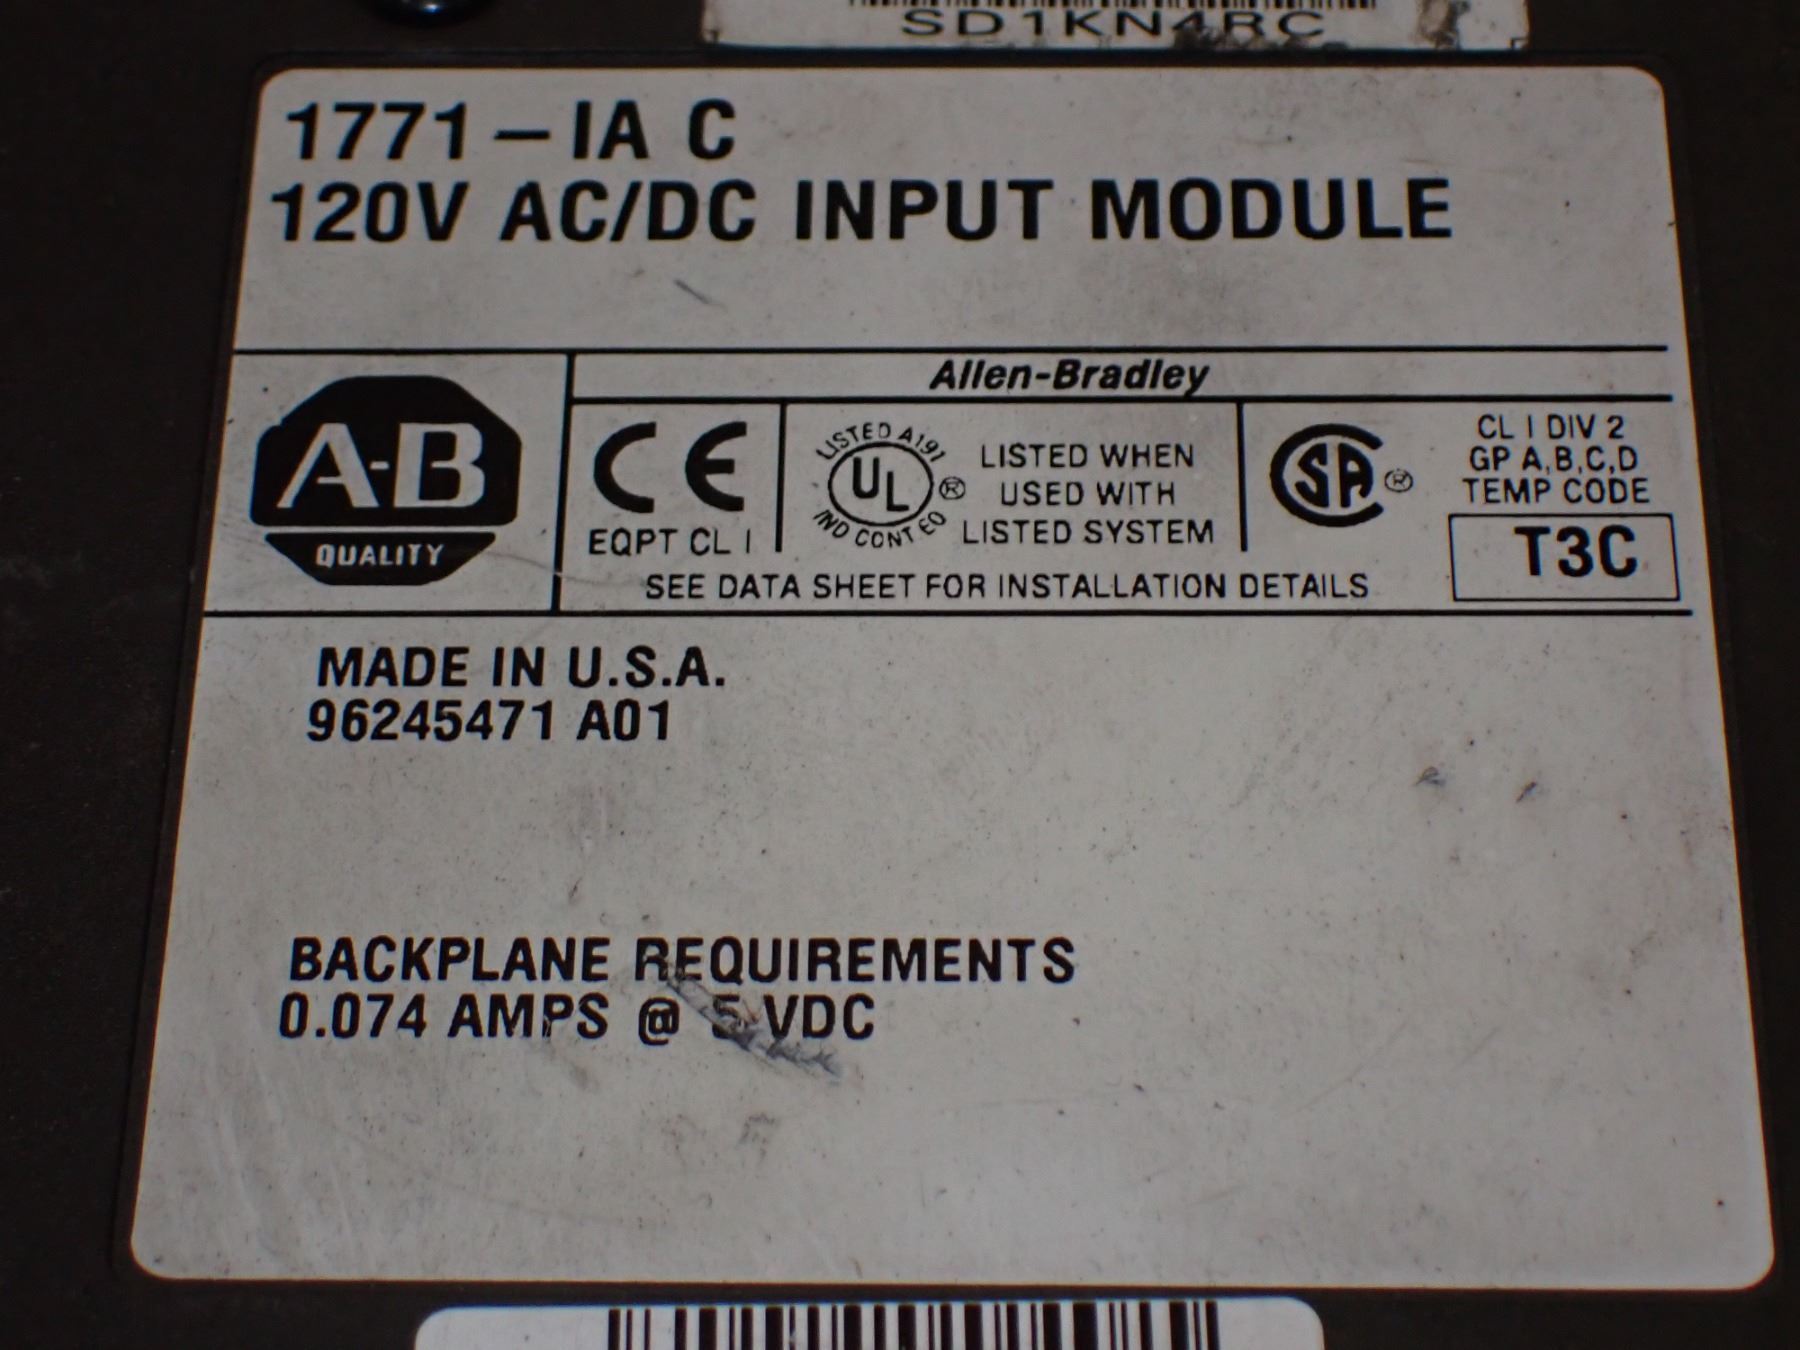 SD1KN4RC
1771-IA C
120V AC/DC INPUT MODULE
Allen-Bradley
A-B
QUALITY
CE
EQPT CL I
LISTED A191
UL ®
IND CONT EQ
LISTED WHEN
USED WITH
LISTED SYSTEM
SA ®
CL I DIV 2
GP A,B,C,D
TEMP CODE
T3C
SEE DATA SHEET FOR INSTALLATION DETAILS
MADE IN U.S.A.
96245471 A01
BACKPLANE REQUIREMENTS
0.074 AMPS @ 5 VDC